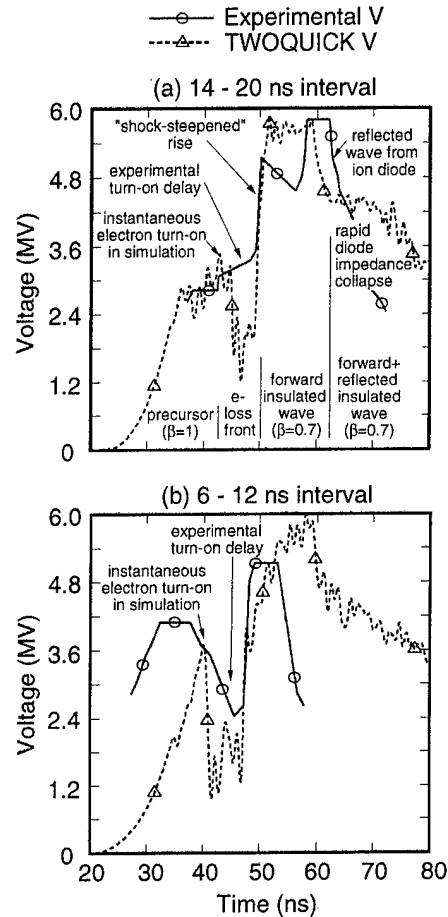 Experimental V
TWOQUICK V
(a) 14 - 20 ns interval
6.0
4.8
3.6
2.4
1.2
0
Voltage (MV)
"shock-steepened"
rise
experimental
turn-on delay
instantaneous
electron turn-on
in simulation
reflected
wave from
ion diode
rapid
diode
impedance
collapse
precursor
(β=1)
e-
loss
front
forward
insulated
wave
(β=0.7)
forward+
reflected
insulated
wave
(β=0.7)
(b) 6 - 12 ns interval
6.0
4.8
3.6
2.4
1.2
0
Voltage (MV)
experimental
turn-on delay
instantaneous
electron turn-on
in simulation
20 30 40 50 60 70 80
Time (ns)